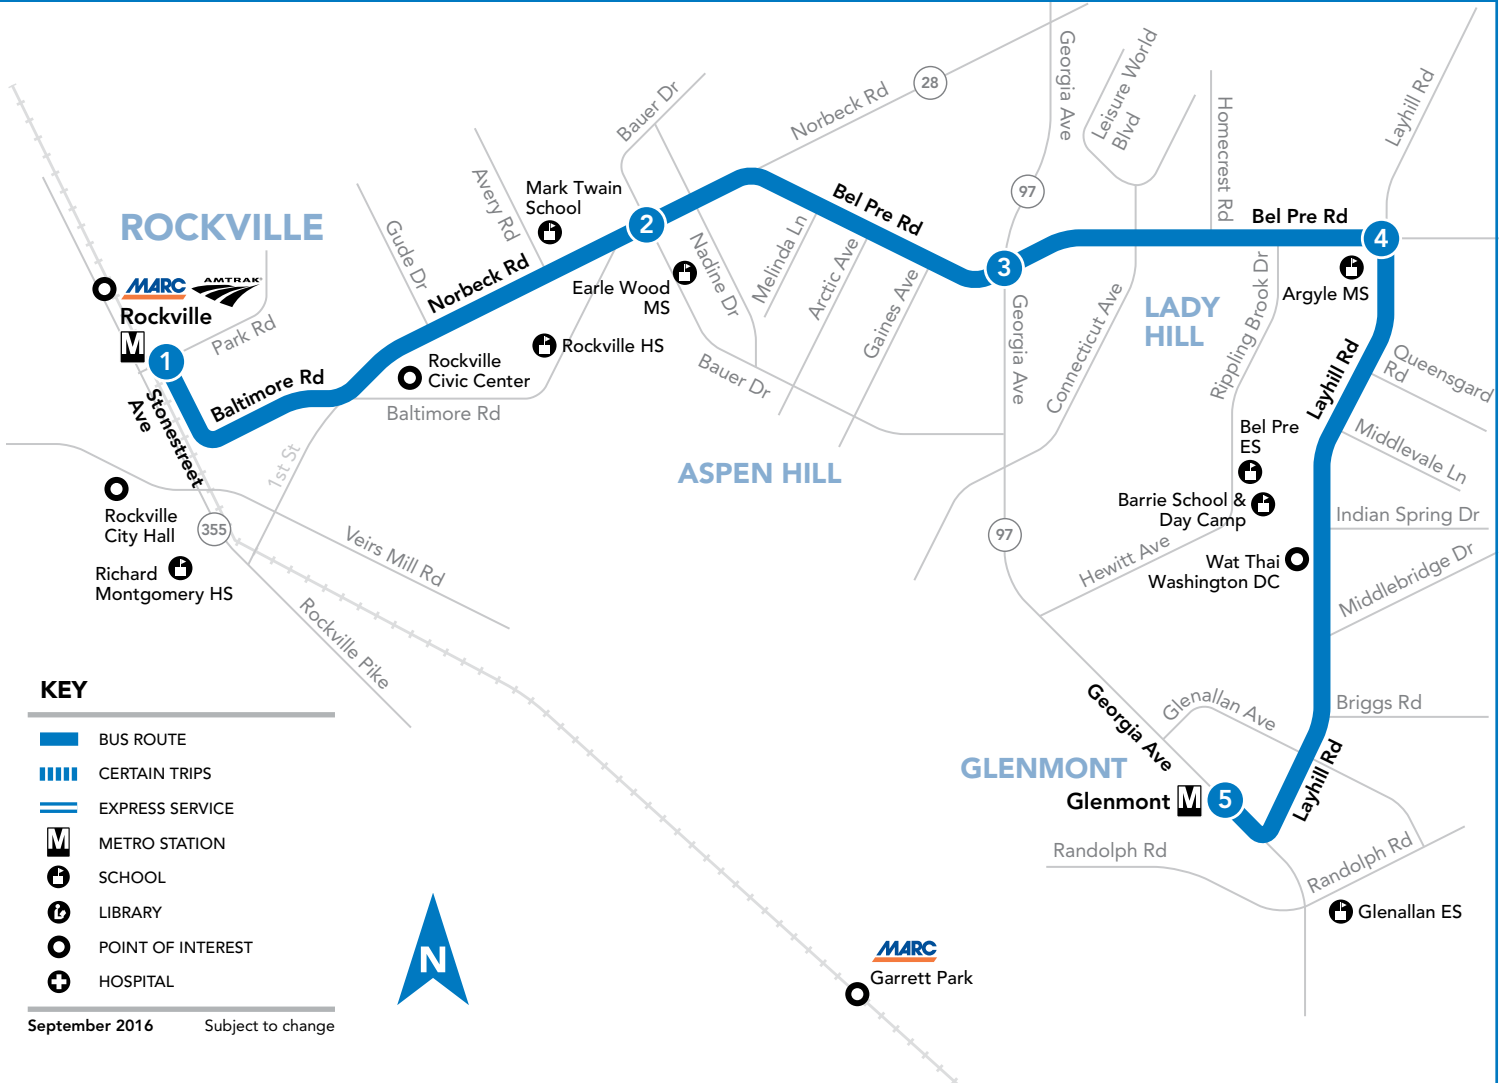 Georgia Ave
Leisure World
Blvd
Layhill Rd
Bauer Dr
Norbeck Rd
28
Homecrest Rd
Avery Rd
Mark Twain
School
97
Bel Pre Rd
Bel Pre Rd
ROCKVILLE
Gude Dr
2
4
3
Nadine Dr
Melinda Ln
Arctic Ave
Gaines Ave
Norbeck Rd
Earle Wood
MS
MARC
AMTRAK
Rockville
M
1
Park Rd
Rockville HS
Rockville
Civic Center
Baltimore Rd
Baltimore Rd
Bauer Dr
Georgia Ave
Connecticut Ave
LADY
HILL
Rippling Brook Dr
Argyle MS
Layhill Rd
Queensgard
Rd
Middlevale Ln
Stonestreet
Ave
1st St
ASPEN HILL
Bel Pre
ES
Barrie School &
Day Camp
Indian Spring Dr
Rockville
City Hall
355
Veirs Mill Rd
97
Hewitt Ave
Wat Thai
Washington DC
Middlebridge Dr
Richard
Montgomery HS
Rockville Pike
Georgia Ave
Glenallan Ave
Briggs Rd
Layhill Rd
GLENMONT
Glenmont
M
5
Randolph Rd
Randolph Rd
Glenallan ES
MARC
Garrett Park
KEY
BUS ROUTE
CERTAIN TRIPS
EXPRESS SERVICE
M
METRO STATION
SCHOOL
LIBRARY
POINT OF INTEREST
HOSPITAL
September 2016
Subject to change
N